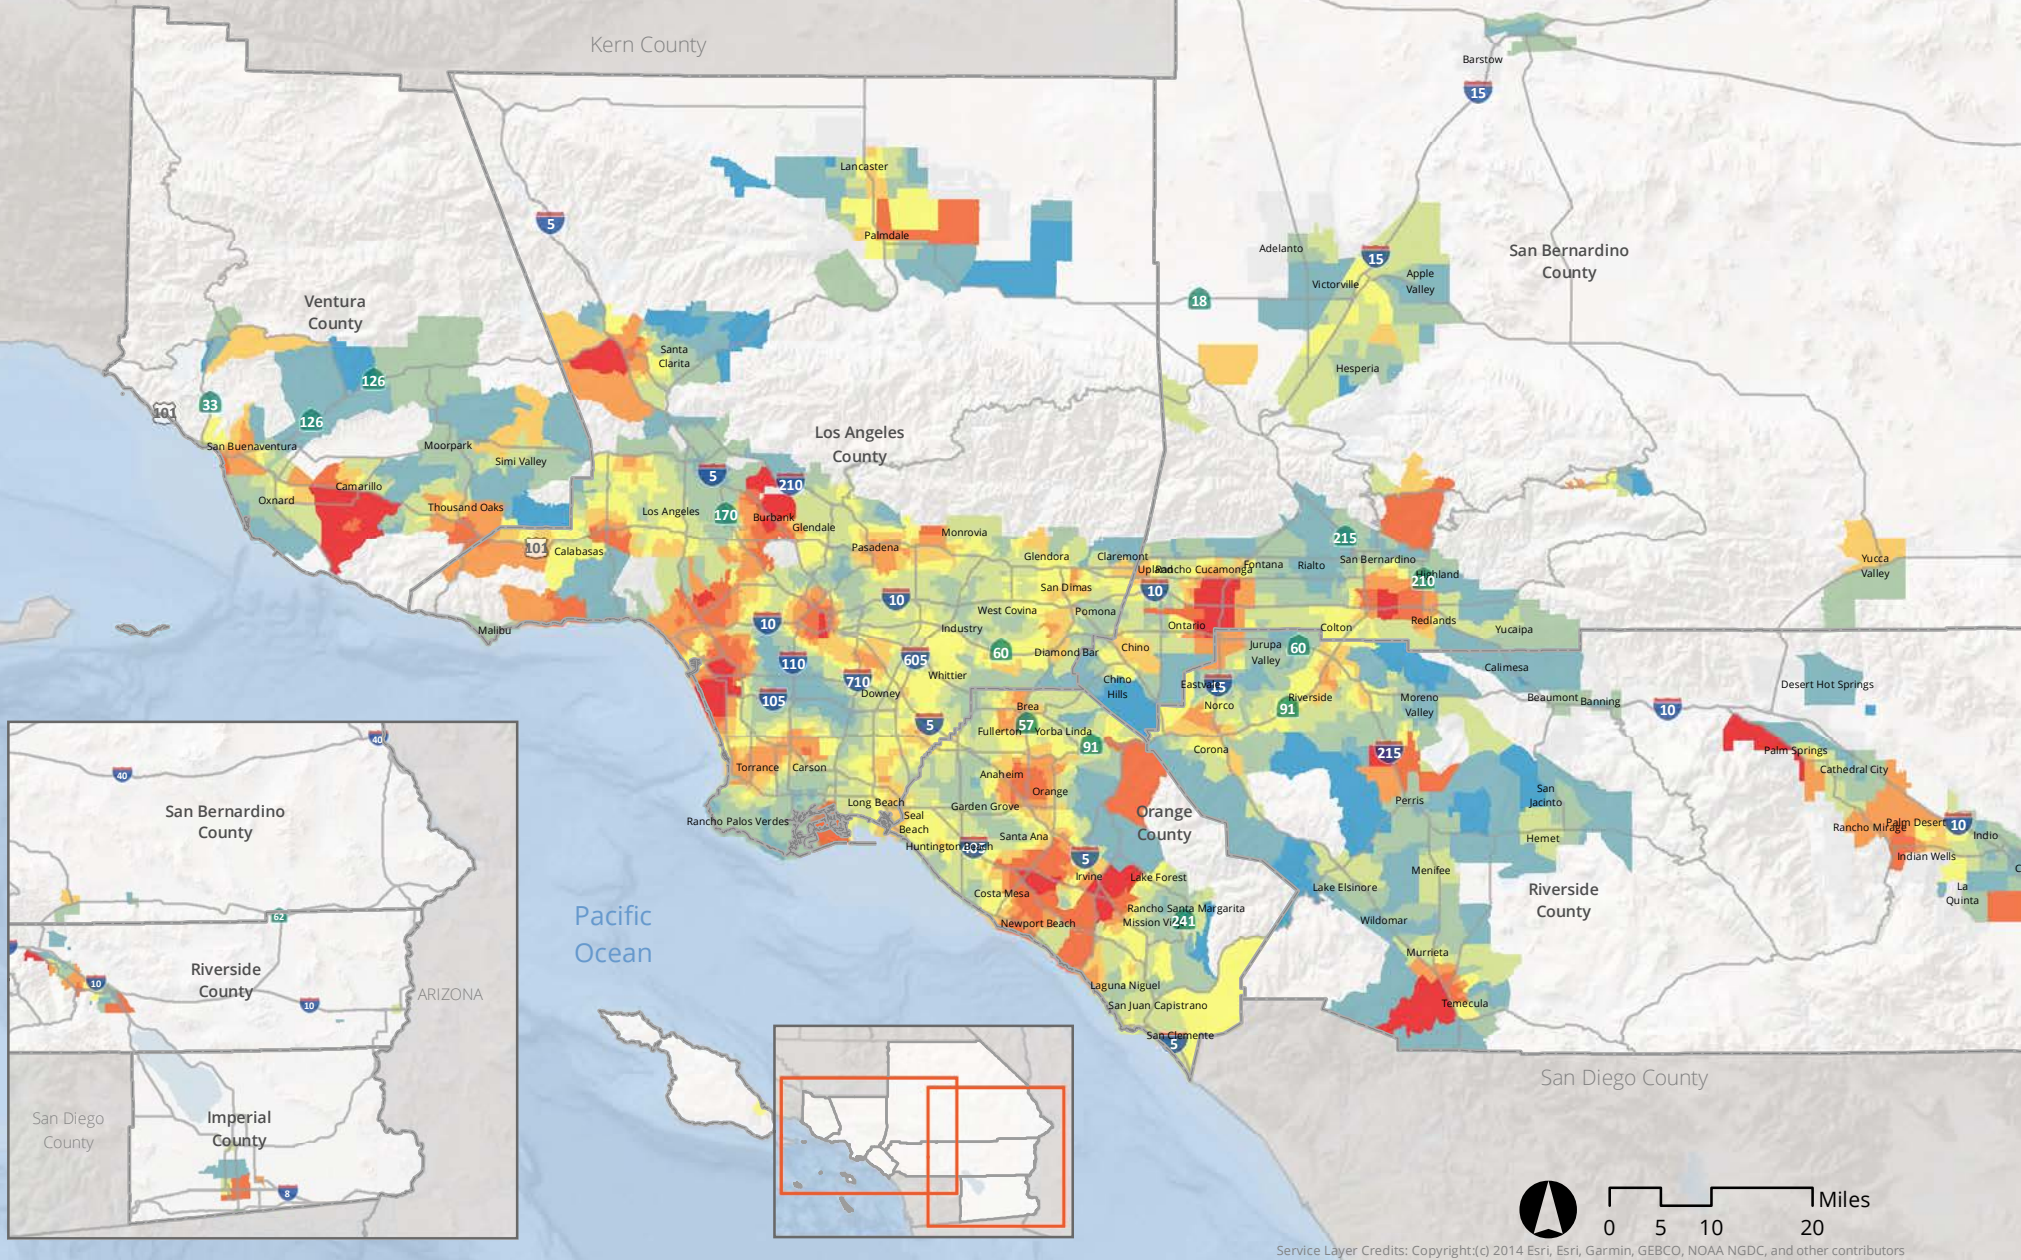 Kern County
Barstow
15
Lancaster
5
Palmdale
Adelanto
15
San Bernardino
County
Victorville
Apple
Valley
18
Ventura
County
Santa
Clarita
Hesperia
126
33
101
126
Los Angeles
County
San Buenaventura
Moorpark
Simi Valley
5
210
Camarillo
Oxnard
Thousand Oaks
Los Angeles
170
Burbank
Glendale
Monrovia
215
101
Calabasas
Pasadena
Glendora
Claremont
San Bernardino
Yucca
Valley
Upland
Rancho Cucamonga
Fontana
Rialto
Highland
210
San Dimas
10
10
West Covina
Pomona
Malibu
10
Industry
Ontario
Colton
Redlands
Yucaipa
60
Diamond Bar
Chino
Jurupa
Valley
60
110
605
Whittier
710
Downey
Chino
Hills
Eastvale
15
Calimesa
Desert Hot Springs
105
Brea
Norco
Riverside
91
Moreno
Valley
Beaumont
Banning
10
5
57
Fullerton
Yorba Linda
91
Corona
215
Palm Springs
Torrance
Carson
Anaheim
Orange
Cathedral City
Long Beach
Garden Grove
Orange
County
Perris
San
Jacinto
Rancho Palos Verdes
Seal
Beach
Santa Ana
Hemet
Rancho Mirage
Palm Desert
10
Indio
Huntington Beach
405
5
Irvine
Lake Forest
Menifee
Indian Wells
Costa Mesa
Lake Elsinore
Riverside
County
La
Quinta
C
Newport Beach
Rancho Santa Margarita
Mission Vi
241
Wildomar
Pacific
Ocean
Murrieta
Laguna Niguel
San Juan Capistrano
Temecula
San Clemente
5
San Diego County
40
40
San Bernardino
County
62
Riverside
County
10
10
ARIZONA
San Diego
County
Imperial
County
8
Miles
0 5 10 20
Service Layer Credits: Copyright:(c) 2014 Esri, Esri, Garmin, GEBCO, NOAA NGDC, and other contributors